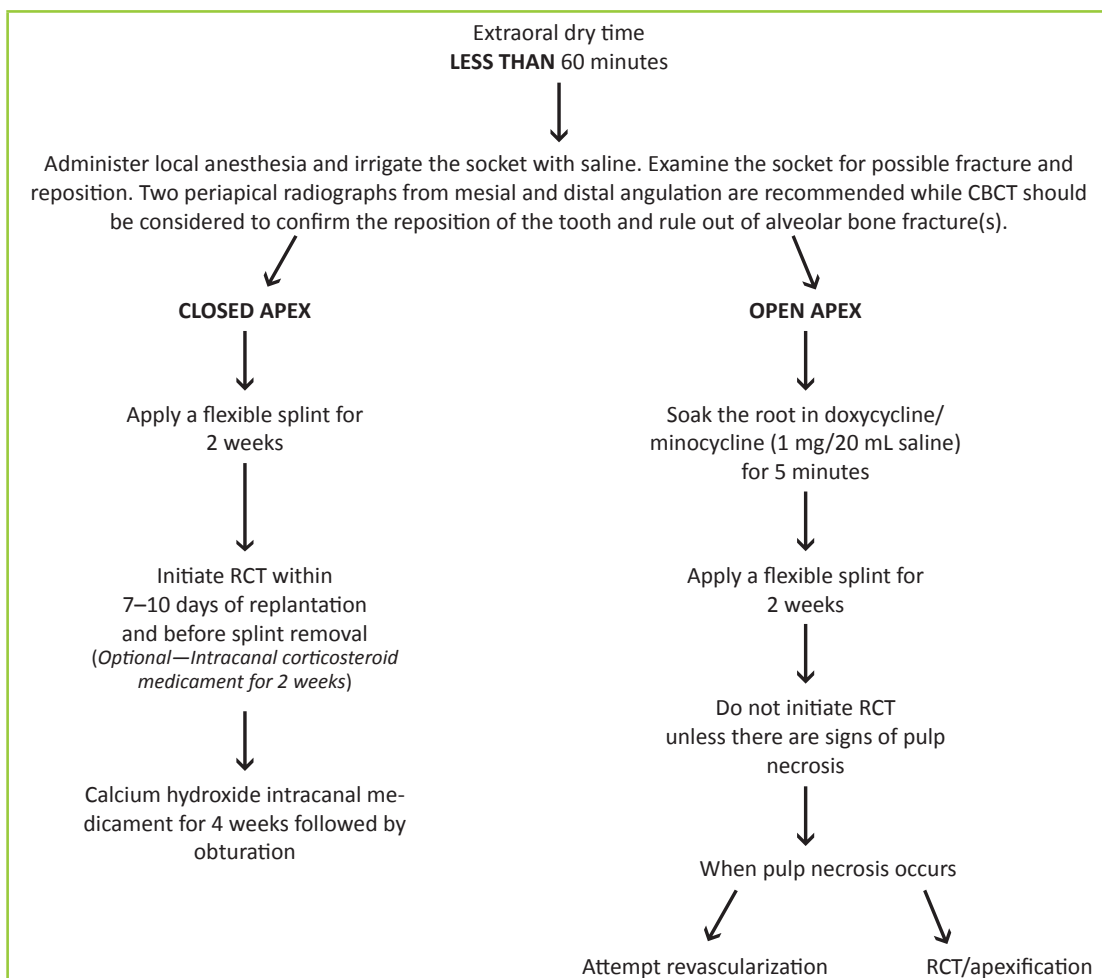 Extraoral dry time
LESS THAN 60 minutes
Administer local anesthesia and irrigate the socket with saline. Examine the socket for possible fracture and
reposition. Two periapical radiographs from mesial and distal angulation are recommended while CBCT should
be considered to confirm the reposition of the tooth and rule out of alveolar bone fracture(s).
CLOSED APEX
Apply a flexible splint for
2 weeks
Initiate RCT within
7–10 days of replantation
and before splint removal
(Optional—Intracanal corticosteroid
medicament for 2 weeks)
Calcium hydroxide intracanal me-
dicament for 4 weeks followed by
obturation
OPEN APEX
Soak the root in doxycycline/
minocycline (1 mg/20 mL saline)
for 5 minutes
Apply a flexible splint for
2 weeks
Do not initiate RCT
unless there are signs of pulp
necrosis
When pulp necrosis occurs
Attempt revascularization
RCT/apexification